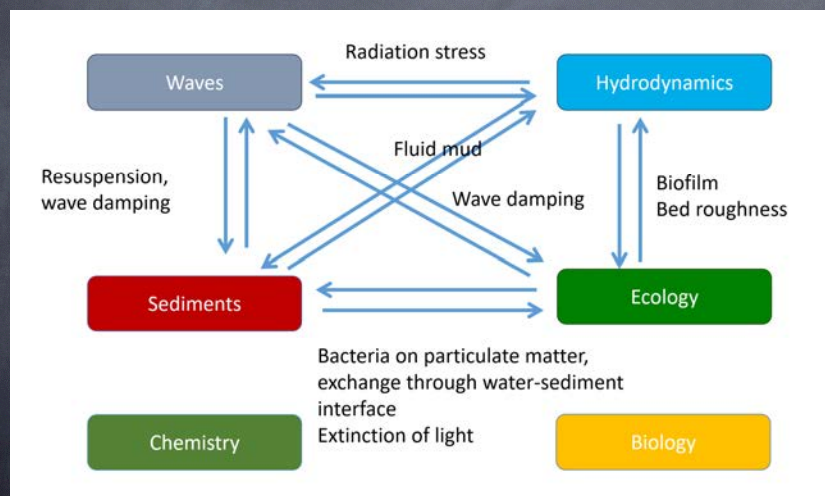 Radiation stress
Waves
Hydrodynamics
Fluid mud
Resuspension,
wave damping
Wave damping
Biofilm
Bed roughness
Sediments
Ecology
Bacteria on particulate matter,
exchange through water-sediment
interface
Extinction of light
Chemistry
Biology